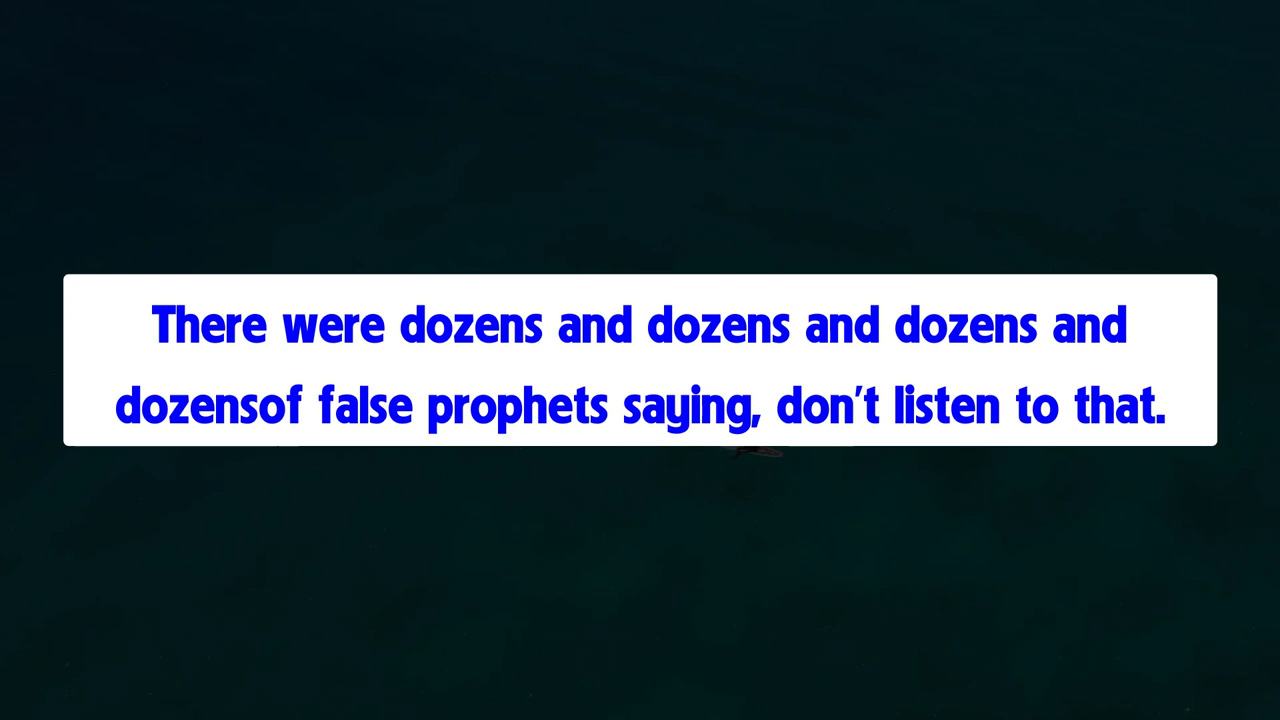 There were dozens and dozens and dozens and
dozensof false prophets saying, don't listen to that.